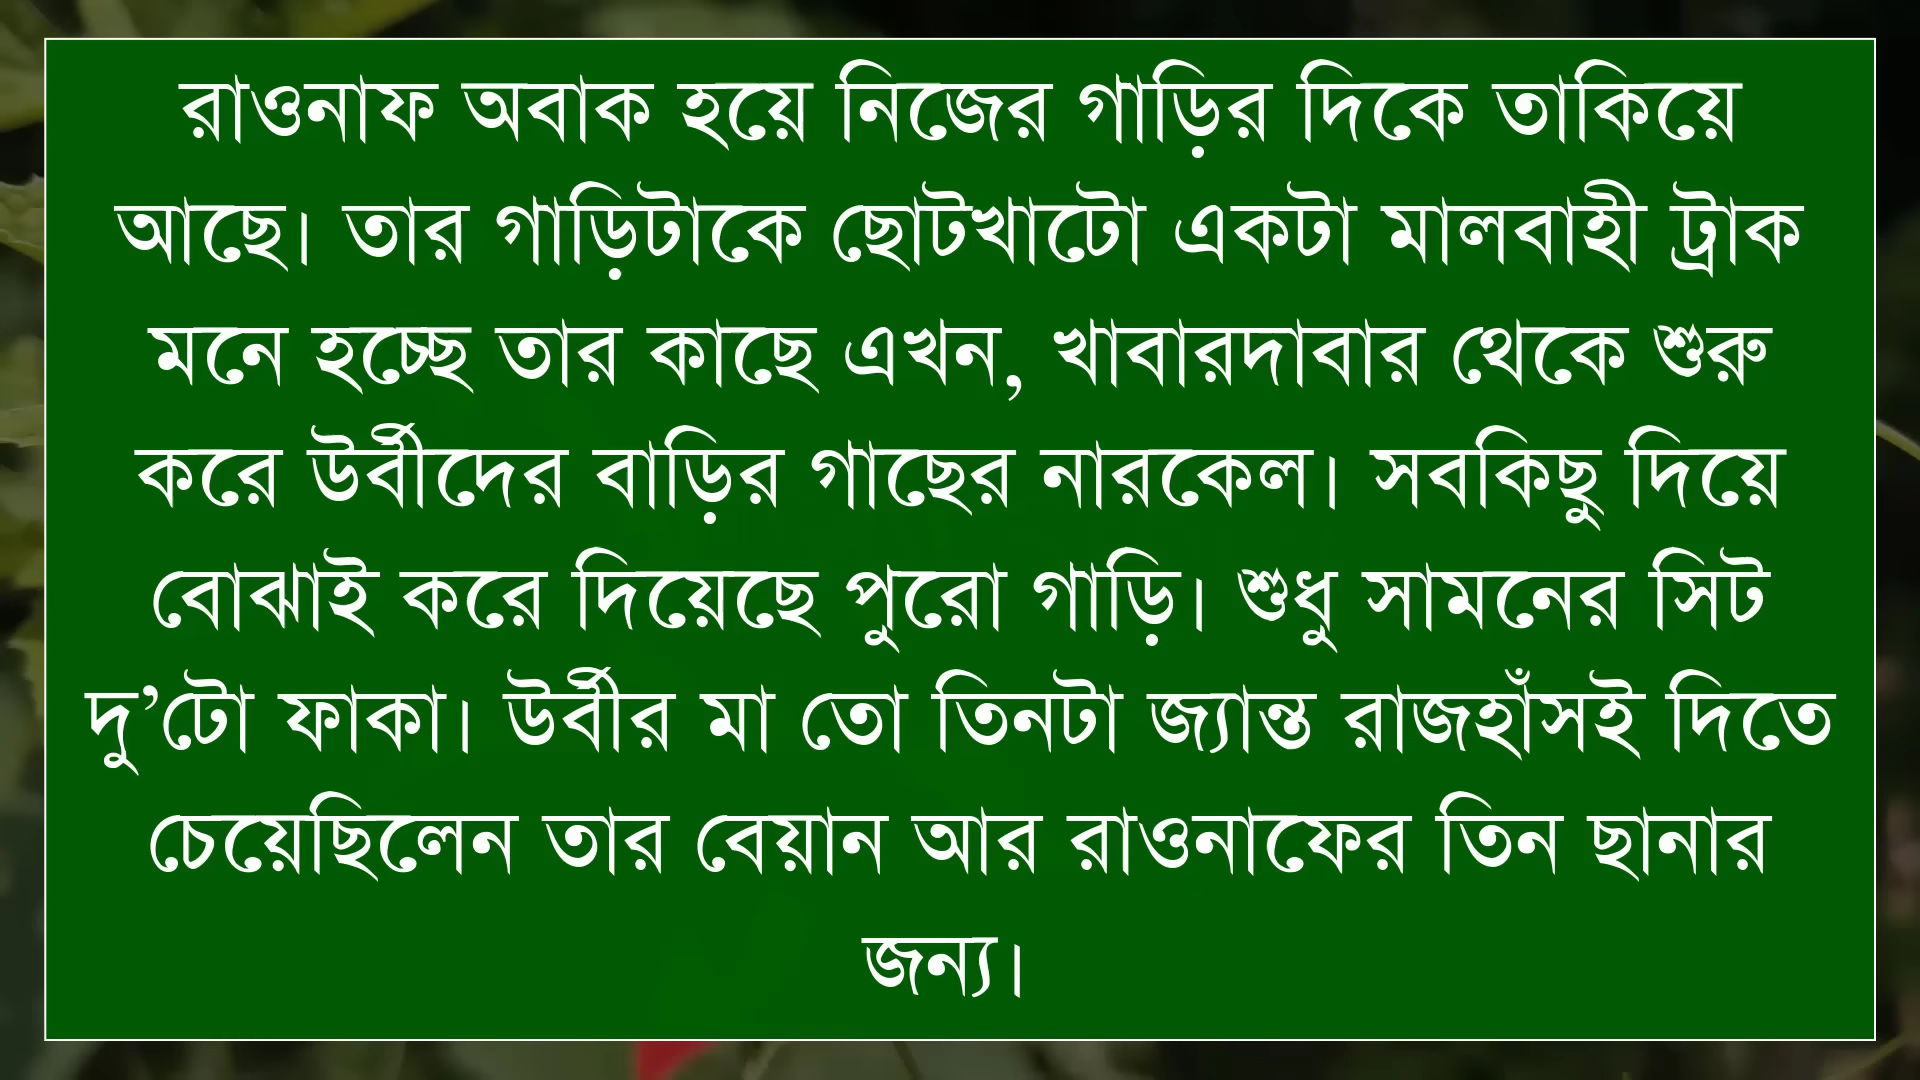 রাওনাফ অবাক হয়ে নিজের গাড়ির দিকে তাকিয়ে
আছে। তার গাড়িটাকে ছোটখাটো একটা মালবাহী ট্রাক
মনে হচ্ছে তার কাছে এখন, খাবারদাবার থেকে শুরু
করে উর্বীদের বাড়ির গাছের নারকেল। সবকিছু দিয়ে
বোঝাই করে দিয়েছে পুরো গাড়ি। শুধু সামনের সিট
দু’টো ফাকা। উর্বীর মা তো তিনটা জ্যান্ত রাজহাঁসই দিতে
চেয়েছিলেন তার বেয়ান আর রাওনাফের তিন ছানার
জন্য।